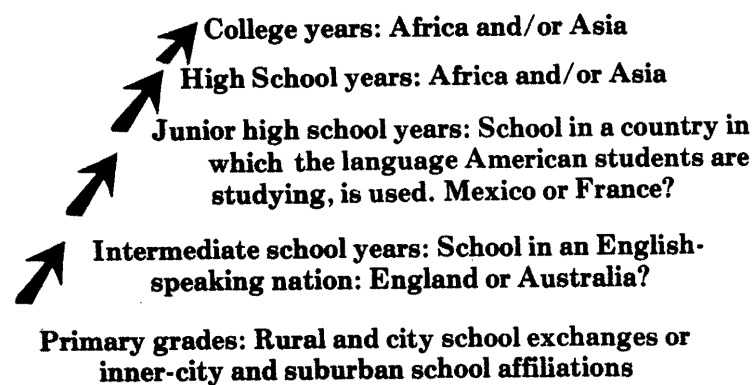 College years: Africa and/or Asia
High School years: Africa and/or Asia
Junior high school years: School in a country in
which the language American students are
studying, is used. Mexico or France?
Intermediate school years: School in an English-
speaking nation: England or Australia?
Primary grades: Rural and city school exchanges or
inner-city and suburban school affiliations